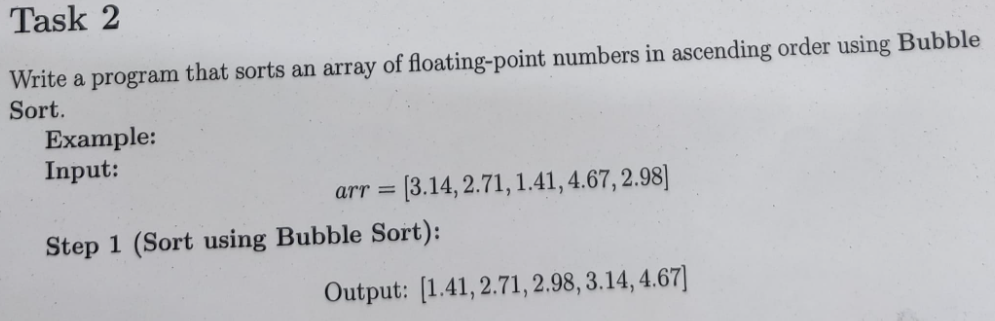 Task 2
Write a program that sorts an array of floating-point numbers in ascending order using Bubble
Sort.
Example:
Input:
arr = [3.14, 2.71, 1.41, 4.67, 2.98]
Step 1 (Sort using Bubble Sort):
Output: [1.41, 2.71, 2.98, 3.14, 4.67]